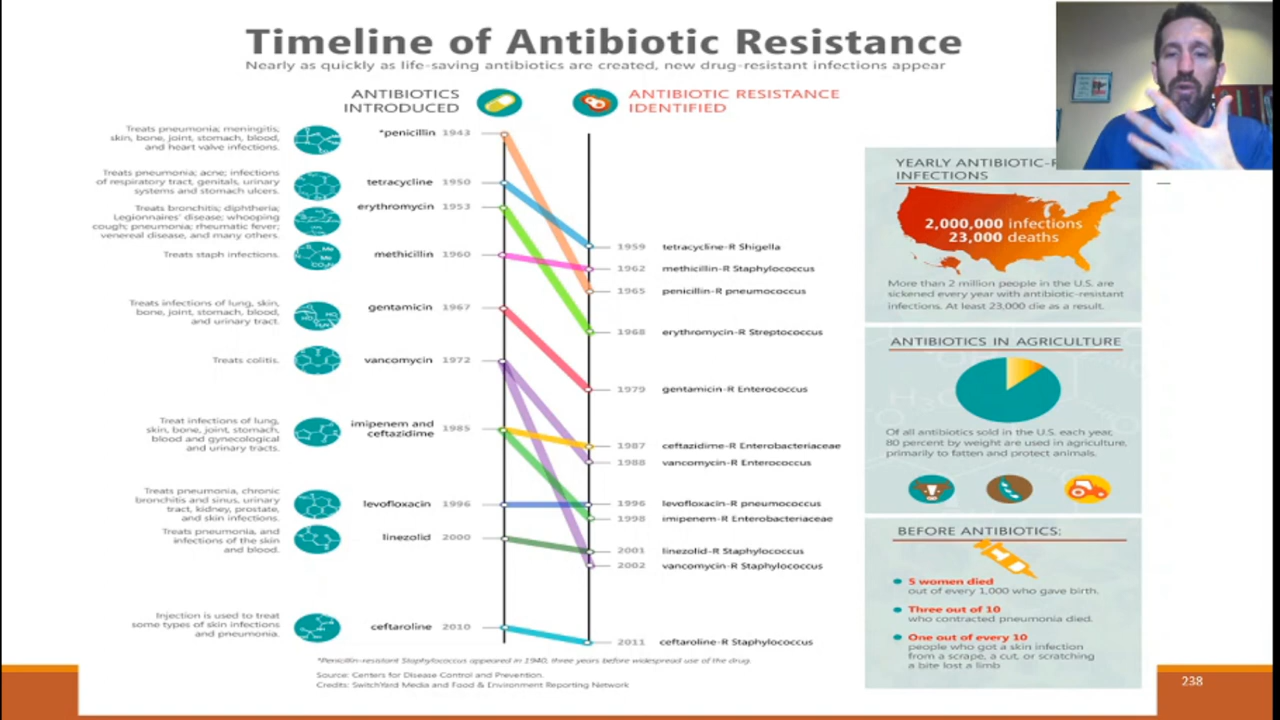 Timeline of Antibiotic Resistance
Nearly as quickly as life-saving antibiotics are created, new drug-resistant infections appear
ANTIBIOTICS
INTRODUCED
ANTIBIOTIC RESISTANCE
IDENTIFIED
Treats pneumonia; meningitis,
skin, bone, joint, stomach, blood,
and heart valve infections.
*penicillin 1943
Treats pneumonia; acne; infections
of respiratory tract, genitals, urinary
systems and stomach ulcers.
tetracycline 1950
Treats bronchitis; diphtheria;
Legionnaires' disease; whooping
cough; pneumonia; rheumatic fever;
venereal disease, and many others.
erythromycin 1953
Treats staph infections.
methicillin 1960
Treats infections of lung, skin,
bone, joint, stomach, blood,
and urinary tract.
gentamicin 1967
Treats colitis.
vancomycin 1972
Treat infections of lung,
skin, bone, joint, stomach,
blood and gynecological
and urinary tracts.
imipenem and
ceftazidime 1985
Treats pneumonia, chronic
bronchitis and sinus, urinary
tract, kidney, prostate,
and skin infections.
levofloxacin 1996
Treats pneumonia, and
infections of the skin
and blood.
linezolid 2000
Injection is used to treat
some types of skin infections
and pneumonia.
ceftaroline 2010
1959 tetracycline-R Shigella
1962 methicillin-R Staphylococcus
1965 penicillin-R pneumococcus
1968 erythromycin-R Streptococcus
1979 gentamicin-R Enterococcus
1987 ceftazidime-R Enterobacteriaceae
1988 vancomycin-R Enterococcus
1996 levofloxacin-R pneumococcus
1998 imipenem-R Enterobacteriaceae
2001 linezolid-R Staphylococcus
2002 vancomycin-R Staphylococcus
2011 ceftaroline-R Staphylococcus
*Penicillin-resistant Staphylococcus appeared in 1940, three years before widespread use of the drug.
Source: Centers for Disease Control and Prevention.
Credits: SwitchYard Media and Food & Environment Reporting Network
YEARLY ANTIBIOTIC-
INFECTIONS
2,000,000 infections
23,000 deaths
More than 2 million people in the U.S. are
sickened every year with antibiotic-resistant
infections. At least 23,000 die as a result.
ANTIBIOTICS IN AGRICULTURE
Of all antibiotics sold in the U.S. each year,
80 percent by weight are used in agriculture,
primarily to fatten and protect animals.
BEFORE ANTIBIOTICS:
5 women died
out of every 1,000 who gave birth.
Three out of 10
who contracted pneumonia died.
One out of every 10
people who got a skin infection
from a scrape, a cut, or scratching
a bite lost a limb
238